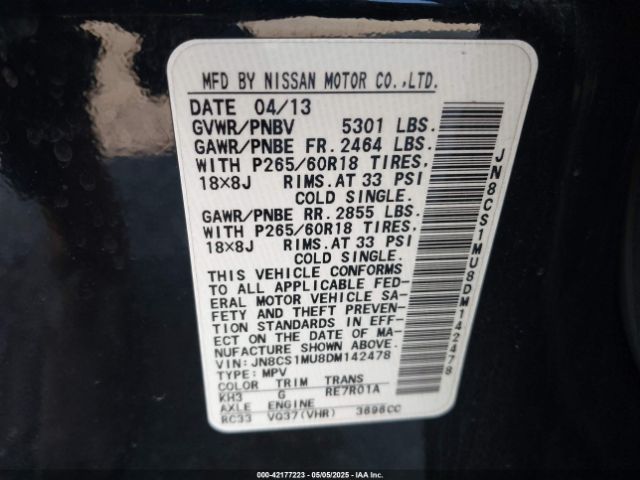 MFD BY NISSAN MOTOR CO.,LTD.
DATE 04/13
GVWR/PNBV 5301 LBS.
GAWR/PNBE FR. 2464 LBS.
WITH P265/60R18 TIRES,
18×8J RIMS.AT 33 PSI
COLD SINGLE.
GAWR/PNBE RR. 2855 LBS.
WITH P265/60R18 TIRES,
18×8J RIMS.AT 33 PSI
COLD SINGLE.
THIS VEHICLE CONFORMS
TO ALL APPLICABLE FED-
ERAL MOTOR VEHICLE SA-
FETY AND THEFT PREVEN-
TION STANDARDS IN EFF-
ECT ON THE DATE OF MA-
NUFACTURE SHOWN ABOVE.
VIN: JN8CS1MU8DM142478
TYPE: MPV
COLOR TRIM TRANS
KH3 G RE7R01A
AXLE ENGINE
RC33 VQ37(VHR) 3696CC
JN8CS1MU8DM142478
000-42177223 - 05/05/2025 - IAAHOLDINGS.COM